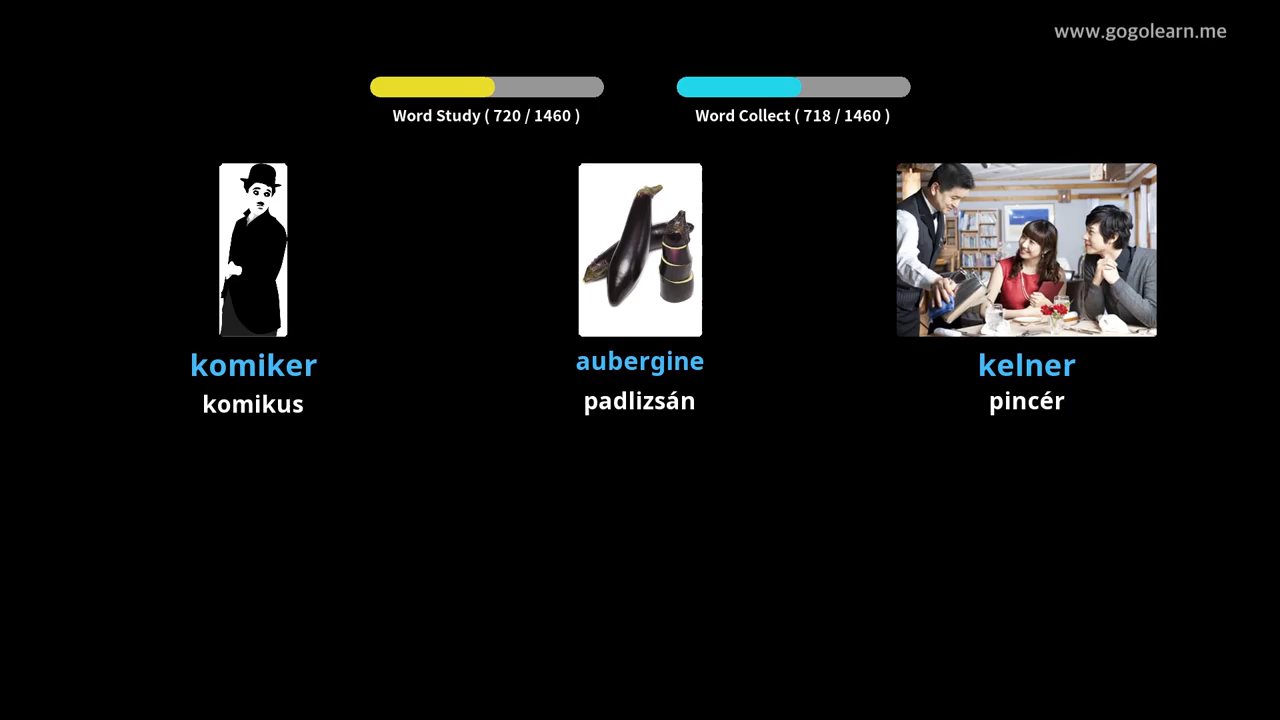 www.gogolearn.me
Word Study ( 720 / 1460 )
Word Collect ( 718 / 1460 )
komiker
komikus
aubergine
padlizsán
kelner
pincér